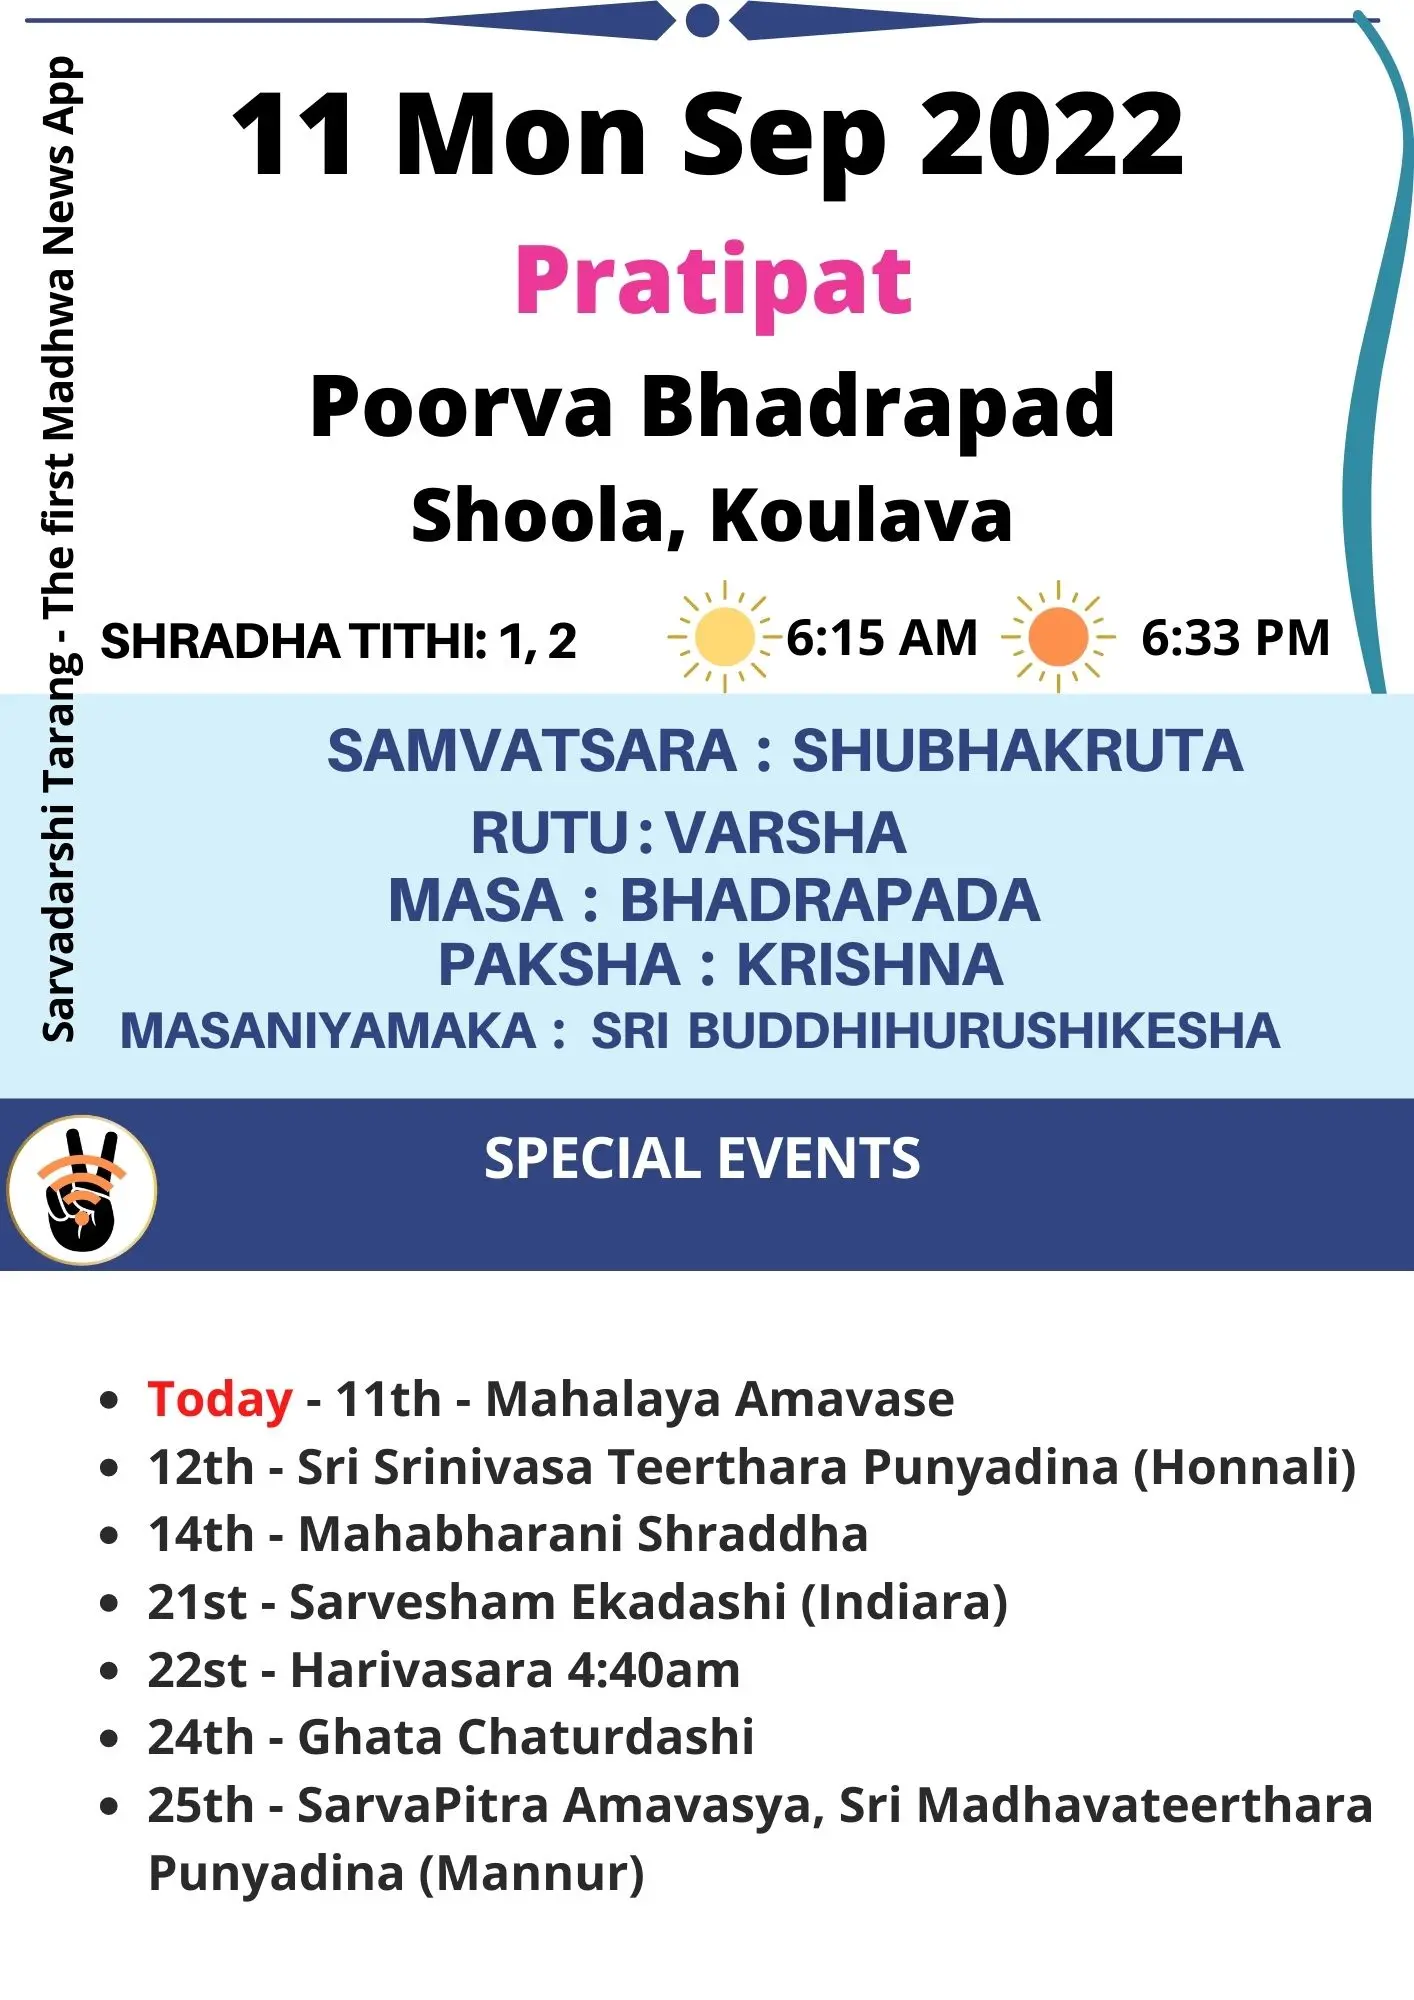 11 Mon Sep 2022
Pratipat
Poorva Bhadrapad
Shoola, Koulava
SHRADHA TITHI: 1, 2 6:15 AM 6:33 PM
Sarvadarshi Tarang - The first Madhwa News App
SAMVATSARA : SHUBHAKRUTA
RUTU : VARSHA
MASA : BHADRAPADA
PAKSHA : KRISHNA
MASANIYAMAKA : SRI BUDDHIHURUSHIKESHA
SPECIAL EVENTS
• Today - 11th - Mahalaya Amavase
• 12th - Sri Srinivasa Teerthara Punyadina (Honnali)
• 14th - Mahabharani Shraddha
• 21st - Sarvesham Ekadashi (Indiara)
• 22st - Harivasara 4:40am
• 24th - Ghata Chaturdashi
• 25th - SarvaPitra Amavasya, Sri Madhavateerthara
Punyadina (Mannur)